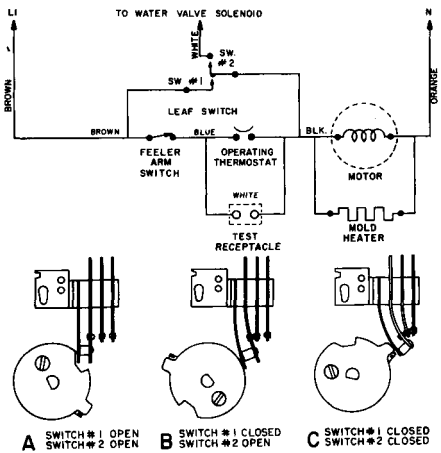 L1
TO WATER VALVE SOLENOID
N
WHITE
SW.
#2
SW. #1
BROWN
ORANGE
LEAF SWITCH
BROWN
BLUE
BLK.
FEELER
ARM
SWITCH
OPERATING
THERMOSTAT
MOTOR
WHITE
TEST
RECEPTACLE
MOLD
HEATER
A SWITCH #1 OPEN
SWITCH #2 OPEN
B SWITCH #1 CLOSED
SWITCH #2 OPEN
C SWITCH #1 CLOSED
SWITCH #2 CLOSED